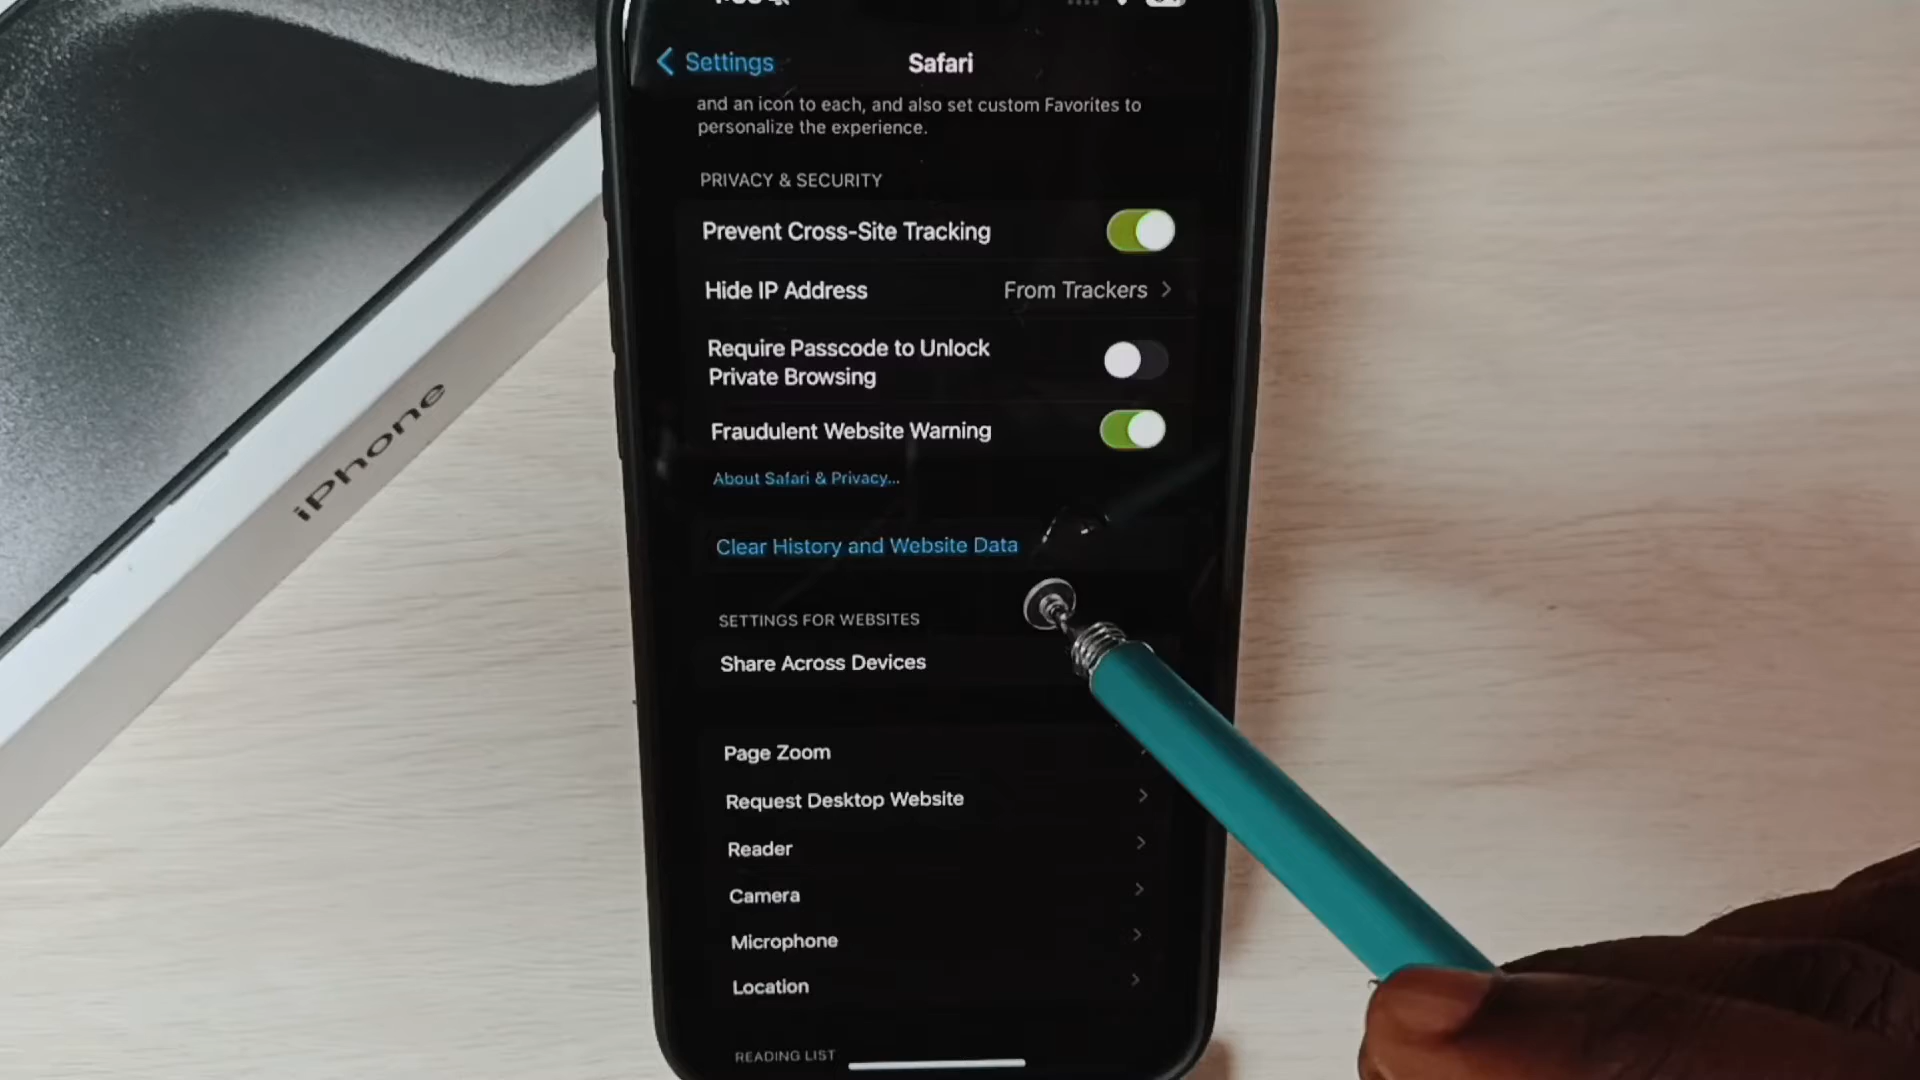 Settings
Safari
and an icon to each, and also set custom Favorites to
personalize the experience.
PRIVACY & SECURITY
Prevent Cross-Site Tracking
Hide IP Address
From Trackers
Require Passcode to Unlock
Private Browsing
Fraudulent Website Warning
About Safari & Privacy...
Clear History and Website Data
SETTINGS FOR WEBSITES
Share Across Devices
Page Zoom
Request Desktop Website
Reader
Camera
Microphone
Location
READING LIST
iPhone